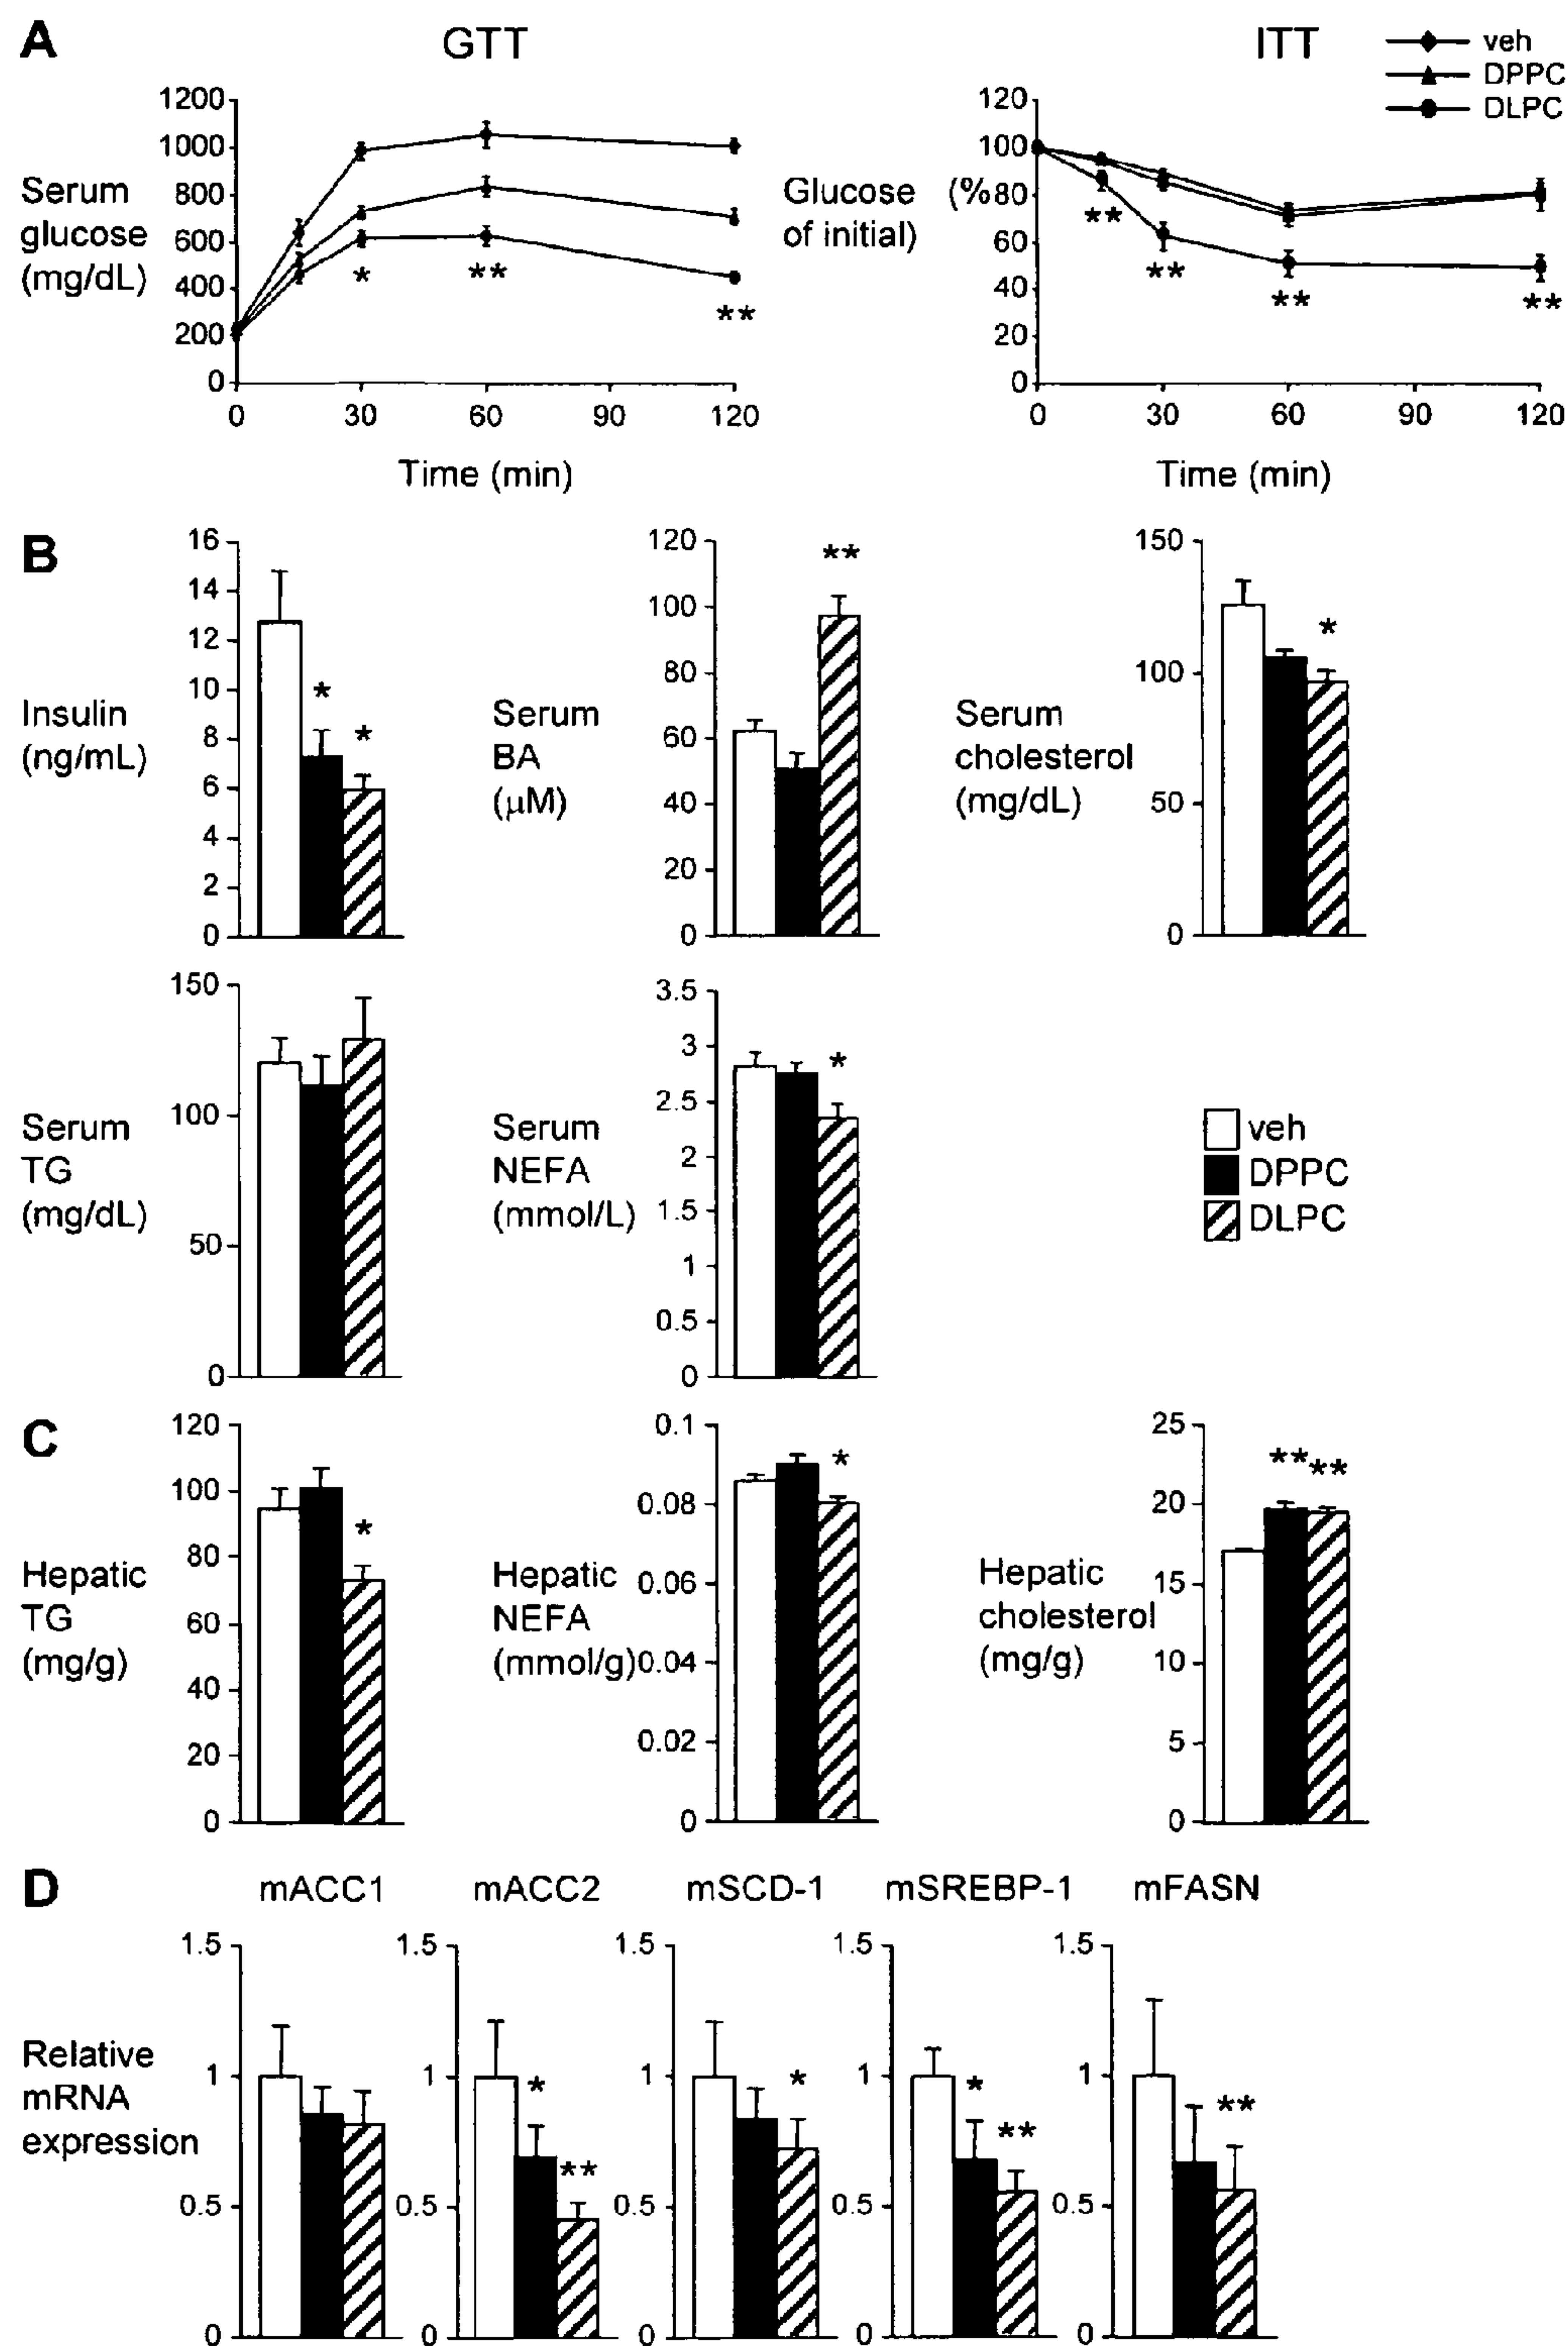 A
GTT
ITT
veh
DPPC
DLPC
1200
1000
800
600
400
200
0
Serum
glucose
(mg/dL)
*
**
**
0
30
60
90
120
Time (min)
120
100
80
60
40
20
0
Glucose (%
of initial)
**
**
**
**
0
30
60
90
120
Time (min)
B
16
14
12
10
8
6
4
2
0
Insulin
(ng/mL)
*
*
120
100
80
60
40
20
0
Serum
BA
(µM)
**
150
100
50
0
Serum
cholesterol
(mg/dL)
*
150
100
50
0
Serum
TG
(mg/dL)
3.5
3
2.5
2
1.5
1
0.5
0
Serum
NEFA
(mmol/L)
*
veh
DPPC
DLPC
C
120
100
80
60
40
20
0
Hepatic
TG
(mg/g)
*
0.1
0.08
0.06
0.04
0.02
0
Hepatic
NEFA
(mmol/g)
*
25
20
15
10
5
0
Hepatic
cholesterol
(mg/g)
**
**
D
mACC1
mACC2
mSCD-1
mSREBP-1
mFASN
Relative
mRNA
expression
1.5
1
0.5
0
1.5
1
0.5
0
*
**
1.5
1
0.5
0
*
1.5
1
0.5
0
*
**
1.5
1
0.5
0
**